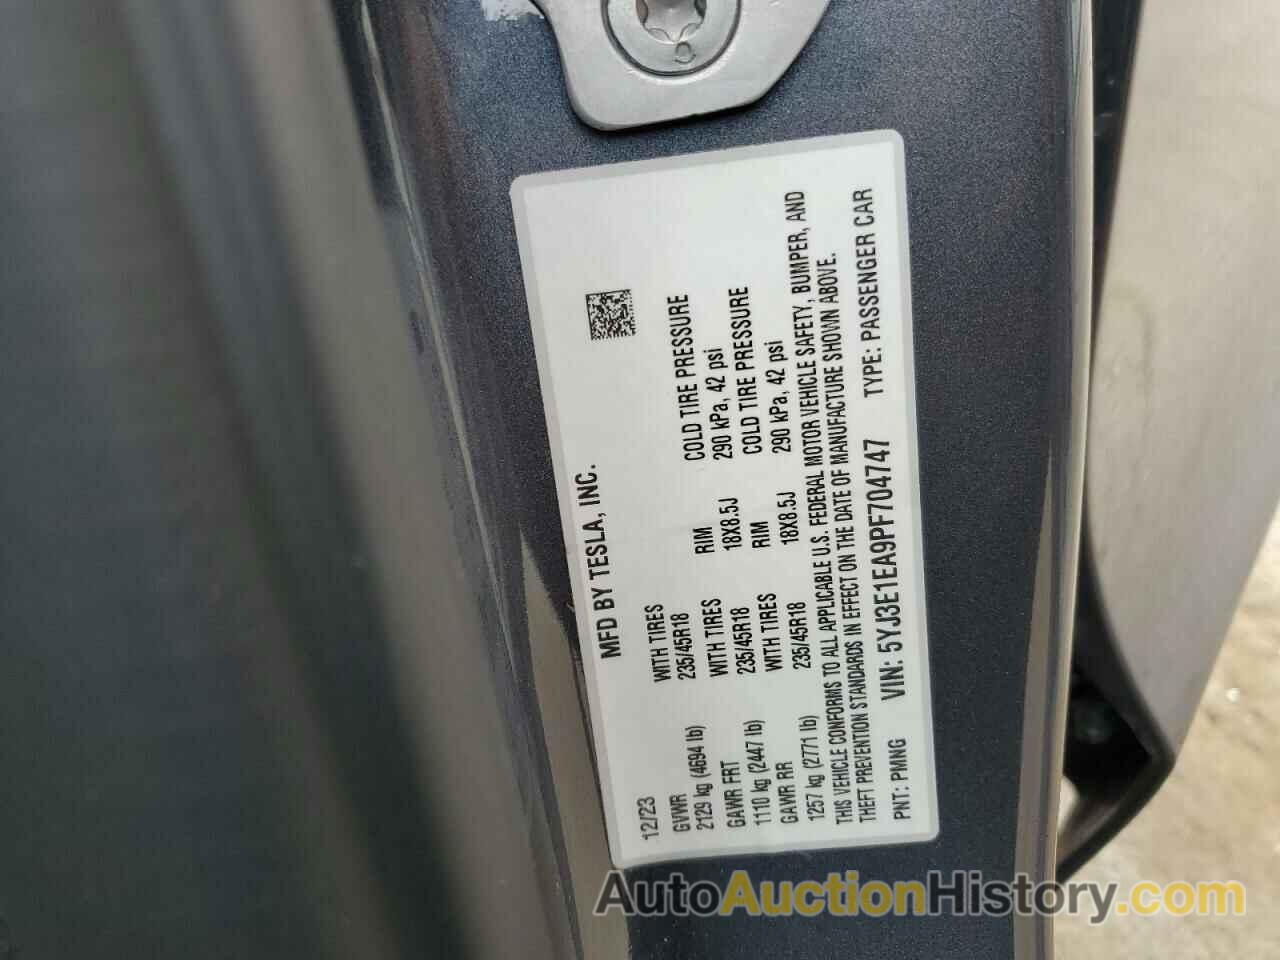 MFD BY TESLA, INC.
12/23
GVWR WITH TIRES RIM COLD TIRE PRESSURE
2129 kg (4694 lb) 235/45R18 18X8.5J 290 kPa, 42 psi
GAWR FRT WITH TIRES RIM COLD TIRE PRESSURE
1110 kg (2447 lb) 235/45R18 18X8.5J 290 kPa, 42 psi
GAWR RR WITH TIRES
1257 kg (2771 lb) 235/45R18
THIS VEHICLE CONFORMS TO ALL APPLICABLE U.S. FEDERAL MOTOR VEHICLE SAFETY, BUMPER, AND
THEFT PREVENTION STANDARDS IN EFFECT ON THE DATE OF MANUFACTURE SHOWN ABOVE.
PNT: PMNG VIN: 5YJ3E1EA9PF704747 TYPE: PASSENGER CAR
AutoAuctionHistory.com